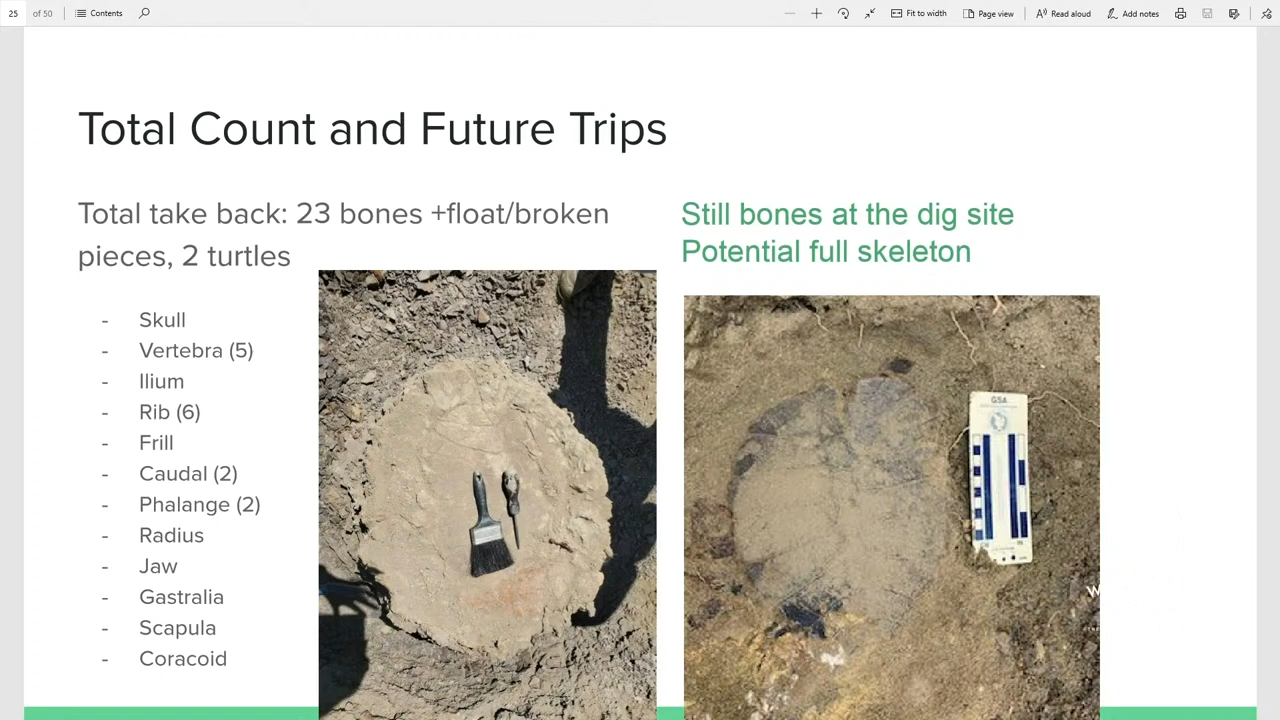 25 of 50 Contents Fit to width Page view Read aloud Add notes
Total Count and Future Trips
Total take back: 23 bones +float/broken
pieces, 2 turtles
- Skull
- Vertebra (5)
- Ilium
- Rib (6)
- Frill
- Caudal (2)
- Phalange (2)
- Radius
- Jaw
- Gastralia
- Scapula
- Coracoid
Still bones at the dig site
Potential full skeleton
GSA
W